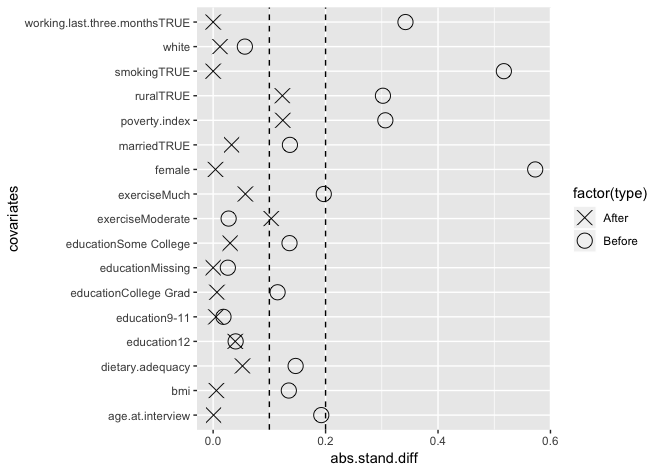 working.last.three.monthsTRUE
white
smokingTRUE
ruralTRUE
poverty.index
marriedTRUE
female
exerciseMuch
exerciseModerate
educationSome College
educationMissing
educationCollege Grad
education9-11
education12
dietary.adequacy
bmi
age.at.interview
covariates
0.0 0.2 0.4 0.6
abs.stand.diff
factor(type)
After
Before